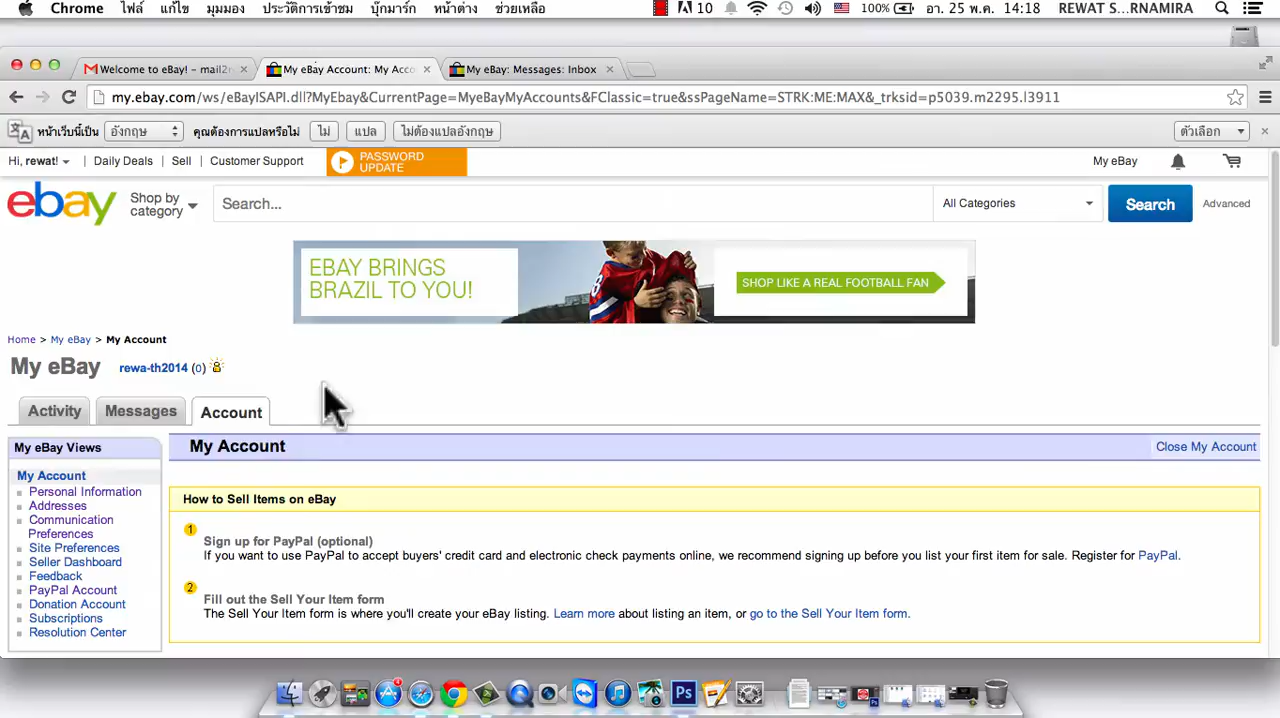 Chrome ไฟล์ แก้ไข มุมมอง ประวัติการเข้าชม บุ๊กมาร์ก หน้าต่าง ช่วยเหลือ 10 100% อา. 25 พ.ค. 14:18 REWAT S...RNAMIRA
Welcome to eBay! – mail2r My eBay Account: My Acco My eBay: Messages: Inbox
my.ebay.com/ws/eBayISAPI.dll?MyEbay&CurrentPage=MyeBayMyAccounts&FClassic=true&ssPageName=STRK:ME:MAX&_trksid=p5039.m2295.l3911
หน้าเว็บนี้เป็น อังกฤษ คุณต้องการแปลหรือไม่ ไม่ แปล ไม่ต้องแปลอังกฤษ ตัวเลือก
Hi, rewat! Daily Deals Sell Customer Support PASSWORD UPDATE My eBay
ebay Shop by category Search... All Categories Search Advanced
EBAY BRINGS
BRAZIL TO YOU!
SHOP LIKE A REAL FOOTBALL FAN
Home > My eBay > My Account
My eBay rewa-th2014 (0)
Activity Messages Account
My eBay Views
My Account
Personal Information
Addresses
Communication
Preferences
Site Preferences
Seller Dashboard
Feedback
PayPal Account
Donation Account
Subscriptions
Resolution Center
My Account Close My Account
How to Sell Items on eBay
1 Sign up for PayPal (optional)
If you want to use PayPal to accept buyers' credit card and electronic check payments online, we recommend signing up before you list your first item for sale. Register for PayPal.
2 Fill out the Sell Your Item form
The Sell Your Item form is where you'll create your eBay listing. Learn more about listing an item, or go to the Sell Your Item form.
Ps